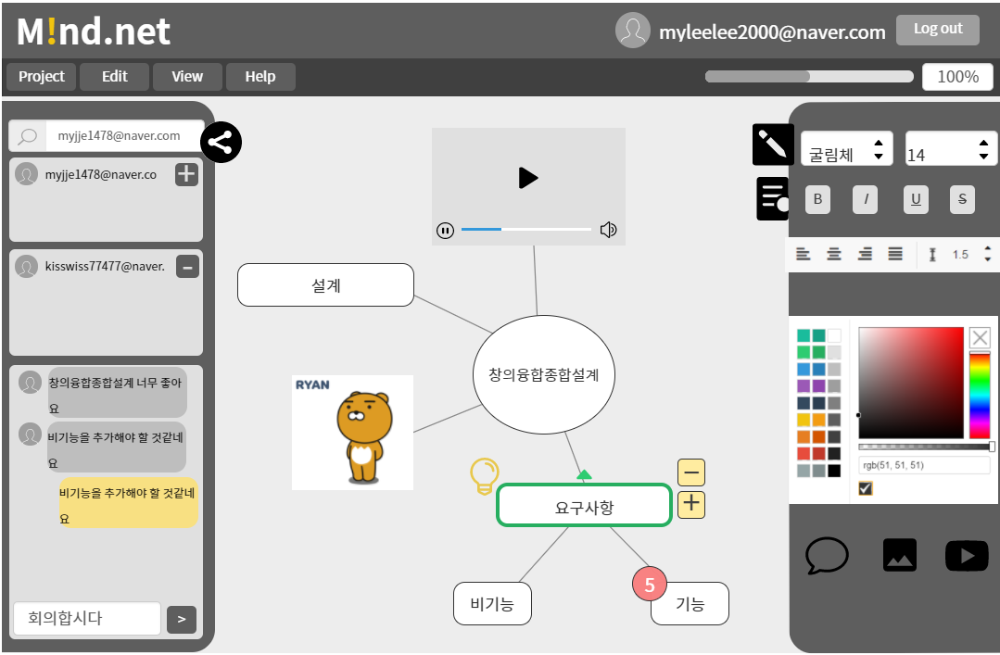 M!nd.net
myleelee2000@naver.com
Log out
Project
Edit
View
Help
100%
myjje1478@naver.com
myjje1478@naver.co
kisswiss77477@naver.
창의융합종합설계 너무 좋아
요
비기능을 추가해야 할 것같네
요
비기능을 추가해야 할 것같네
요
회의합시다
>
설계
창의융합종합설계
RYAN
요구사항
비기능
5
기능
굴림체
14
B
I
U
S
1.5
rgb(51, 51, 51)